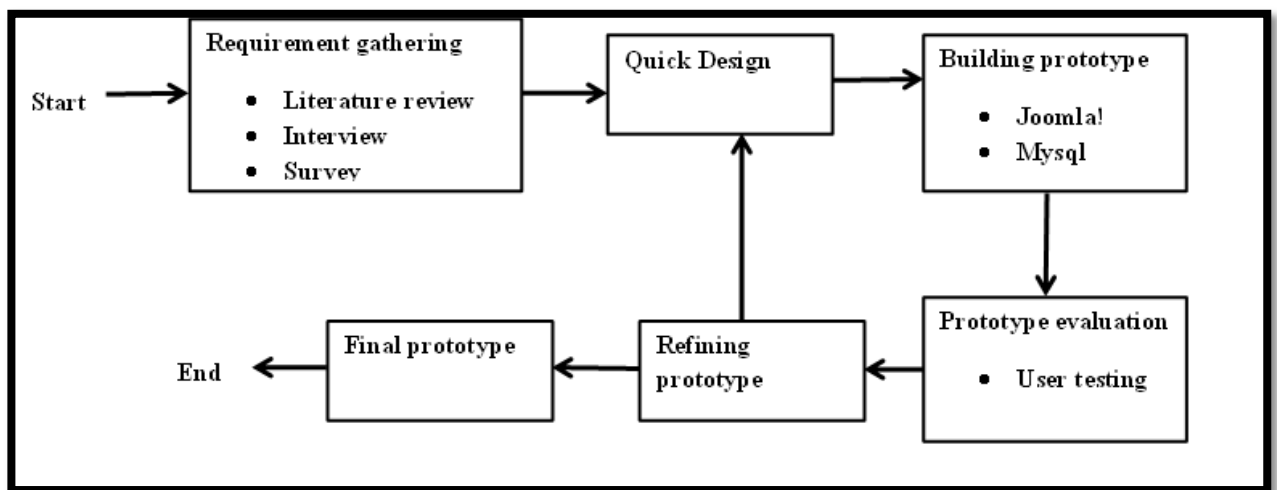 Start
Requirement gathering
• Literature review
• Interview
• Survey
Quick Design
Building prototype
• Joomla!
• Mysql
Prototype evaluation
• User testing
Refining
prototype
Final prototype
End